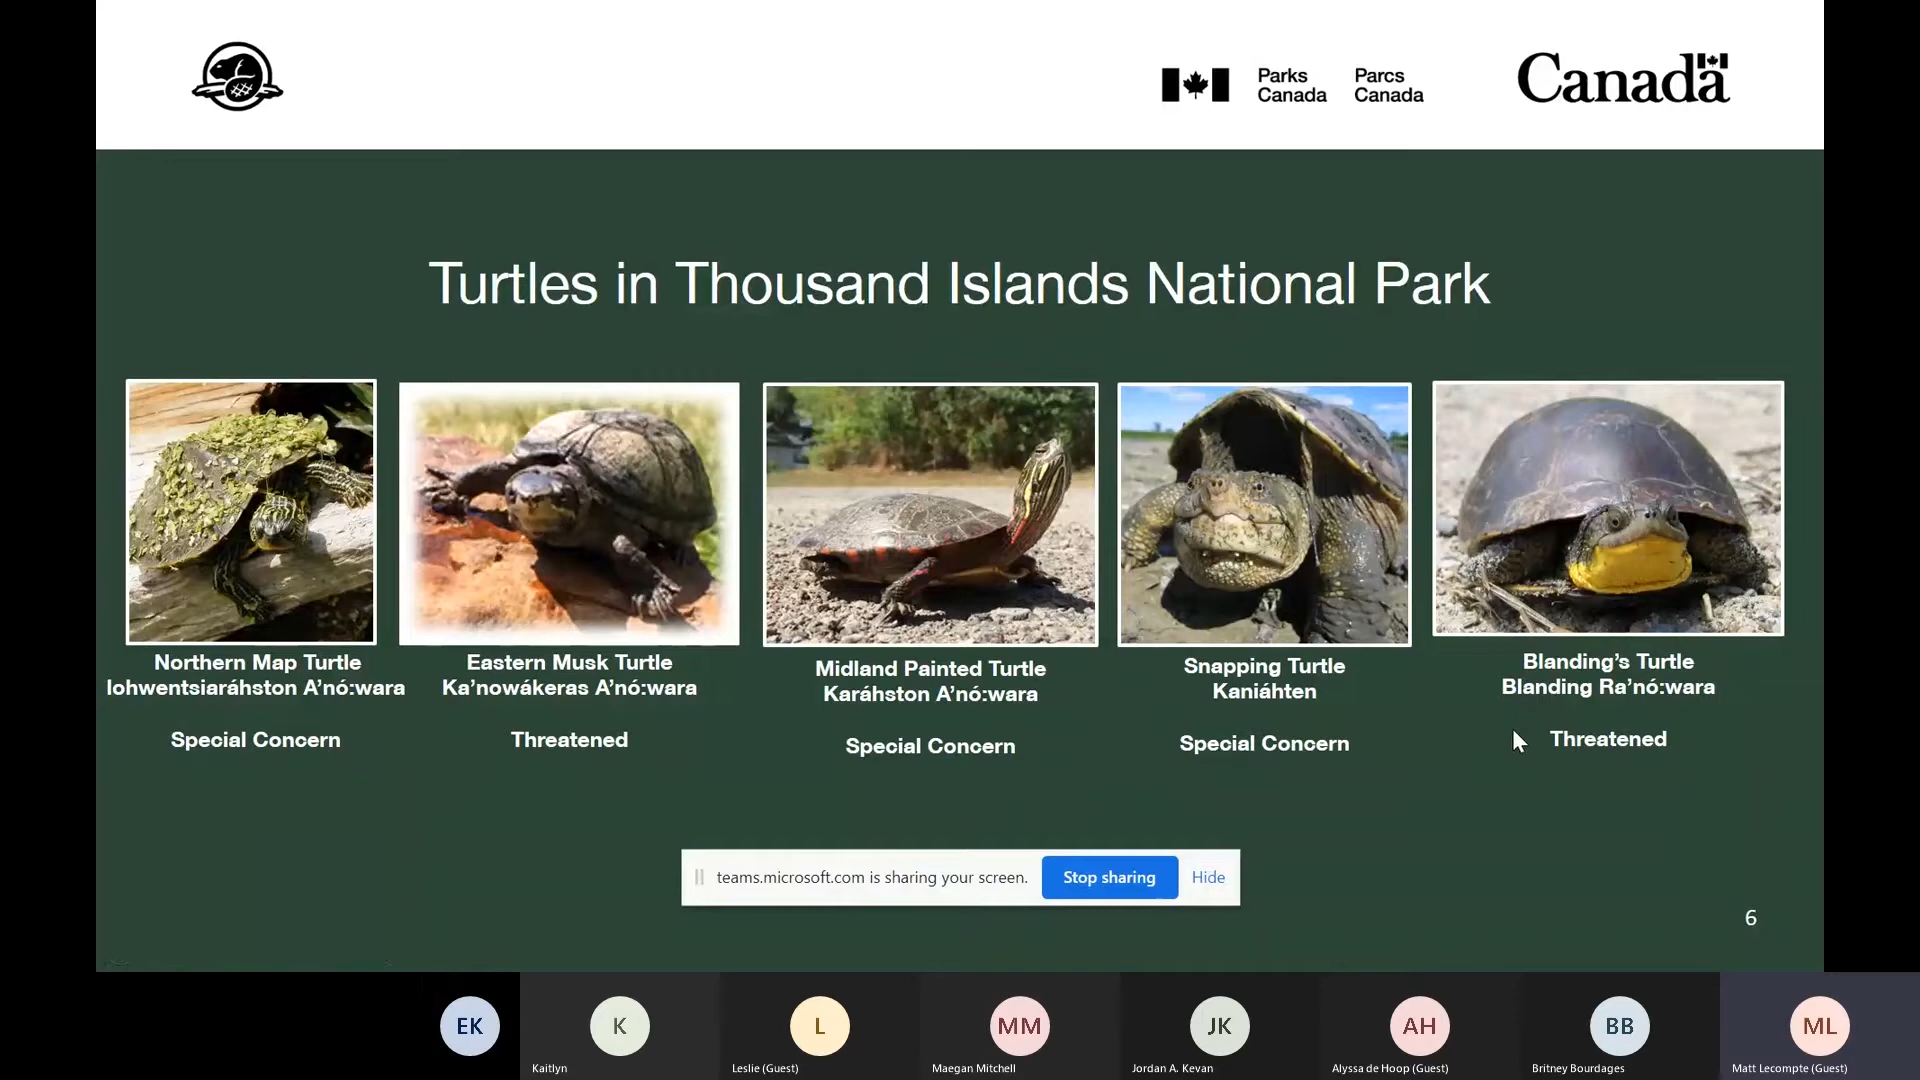 Parks
Canada
Parcs
Canada
Canada
Turtles in Thousand Islands National Park
Northern Map Turtle
Iohwentsiaráhston A’nó:wara
Special Concern
Eastern Musk Turtle
Ka’nowákeras A’nó:wara
Threatened
Midland Painted Turtle
Karáhston A’nó:wara
Special Concern
Snapping Turtle
Kaniáhten
Special Concern
Blanding’s Turtle
Blanding Ra’nó:wara
Threatened
teams.microsoft.com is sharing your screen.
Stop sharing
Hide
6
EK
K
Kaitlyn
L
Leslie (Guest)
MM
Maegan Mitchell
JK
Jordan A. Kevan
AH
Alyssa de Hoop (Guest)
BB
Britney Bourdages
ML
Matt Lecompte (Guest)